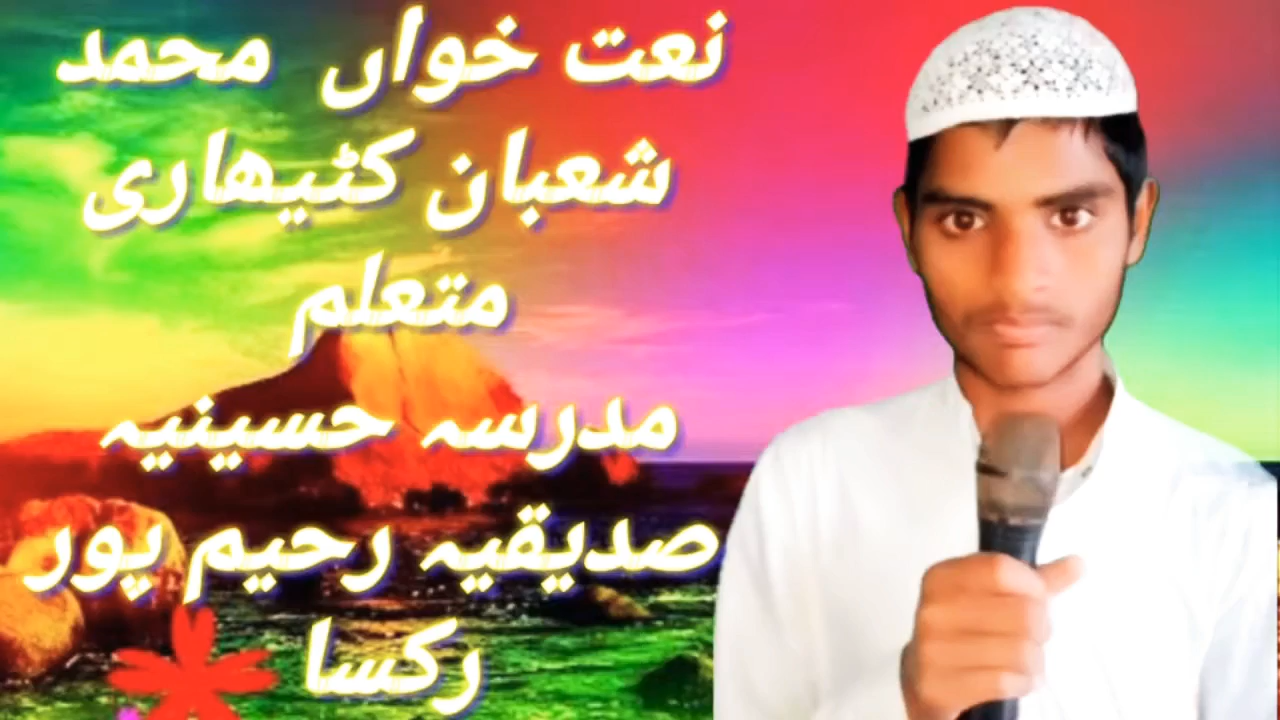 نعت خواں محمد
شعبان کٹیھاری
متعلم
مدرسہ حسینیہ
صدیقیہ رحیم پور
رکسا